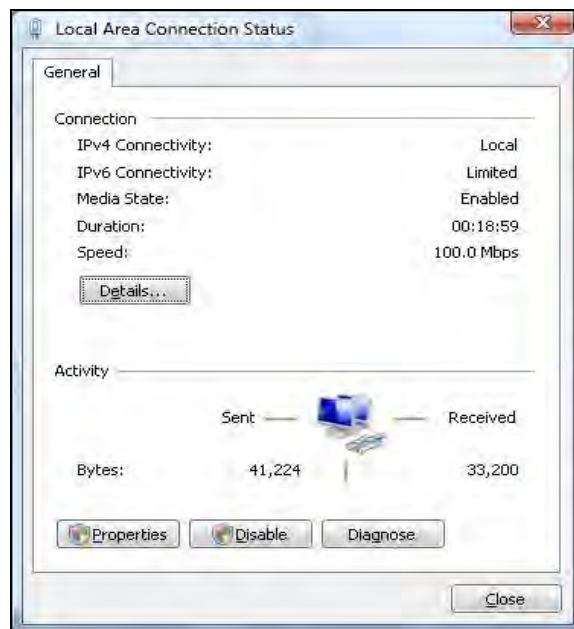 Local Area Connection Status
General
Connection
IPv4 Connectivity: Local
IPv6 Connectivity: Limited
Media State: Enabled
Duration: 00:18:59
Speed: 100.0 Mbps
Details...
Activity
Sent Received
Bytes: 41,224 33,200
Properties Disable Diagnose
Close